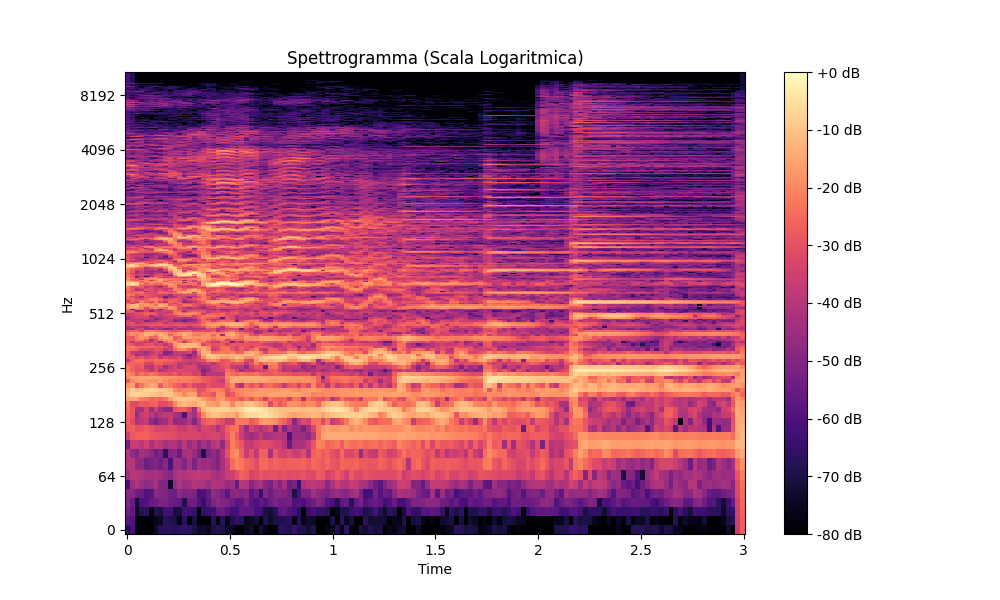 Spettrogramma (Scala Logaritmica)
Hz
8192
4096
2048
1024
512
256
128
64
0
0 0.5 1 1.5 2 2.5 3
Time
+0 dB
-10 dB
-20 dB
-30 dB
-40 dB
-50 dB
-60 dB
-70 dB
-80 dB